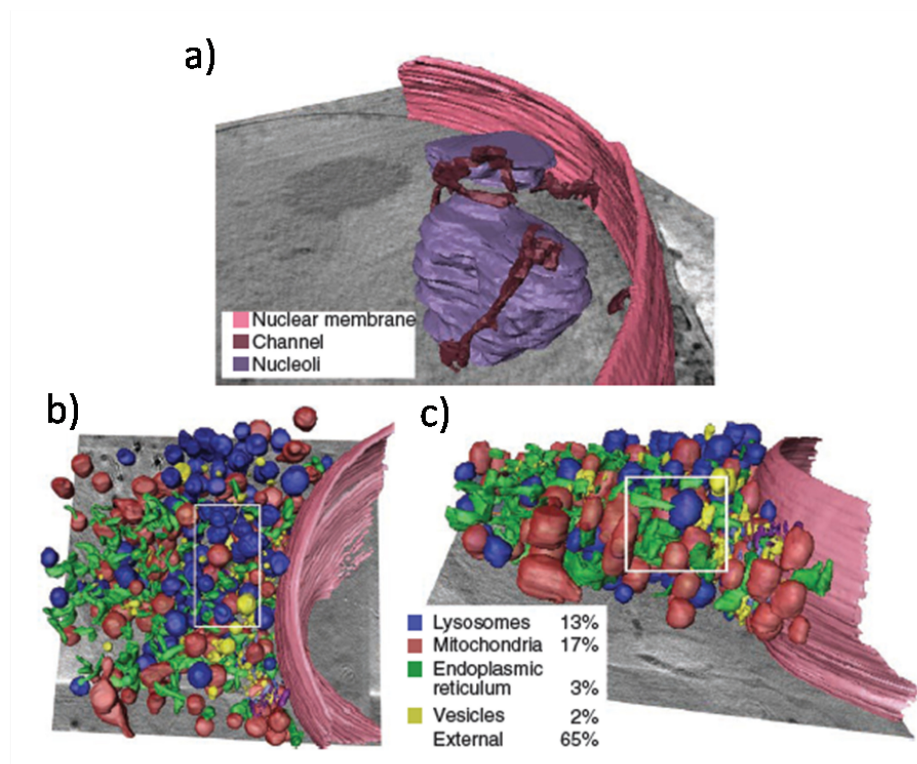 a)
Nuclear membrane
Channel
Nucleoli
b)
c)
Lysosomes 13%
Mitochondria 17%
Endoplasmic
reticulum 3%
Vesicles 2%
External 65%